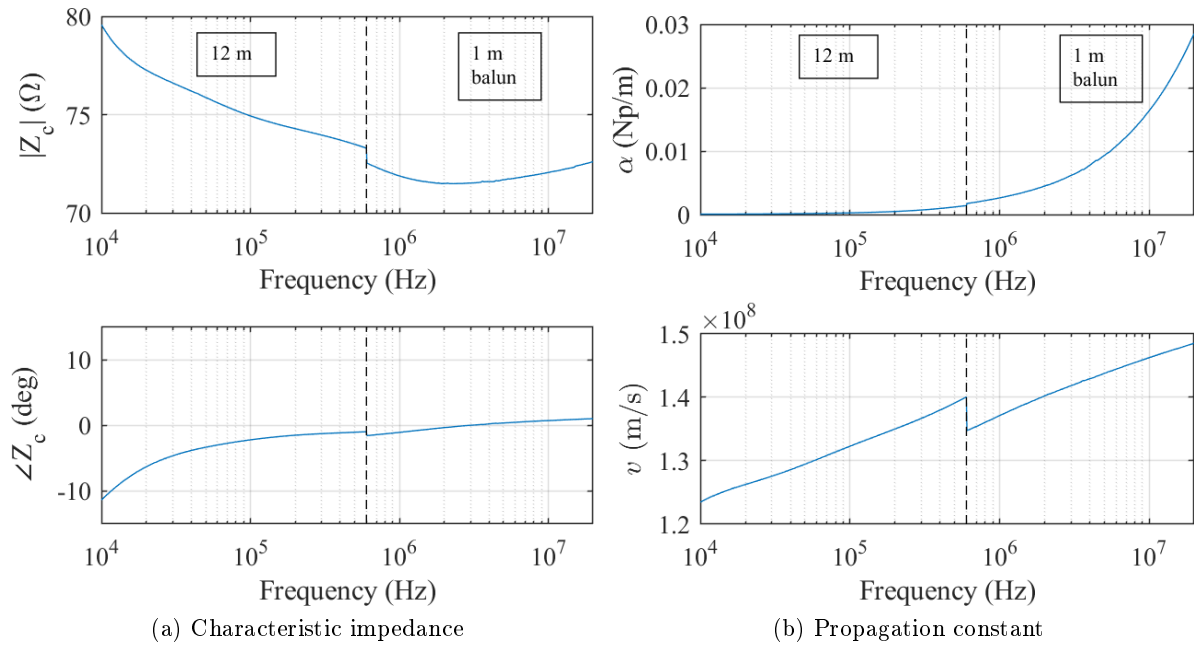 80
75
70
|Z_c| (Ω)
12 m
1 m
balun
10^4
10^5
10^6
10^7
Frequency (Hz)
0.03
0.02
0.01
0
α (Np/m)
12 m
1 m
balun
10^4
10^5
10^6
10^7
Frequency (Hz)
10
0
-10
∠Z_c (deg)
10^4
10^5
10^6
10^7
Frequency (Hz)
×10^8
1.5
1.4
1.3
1.2
v (m/s)
10^4
10^5
10^6
10^7
Frequency (Hz)
(a) Characteristic impedance
(b) Propagation constant